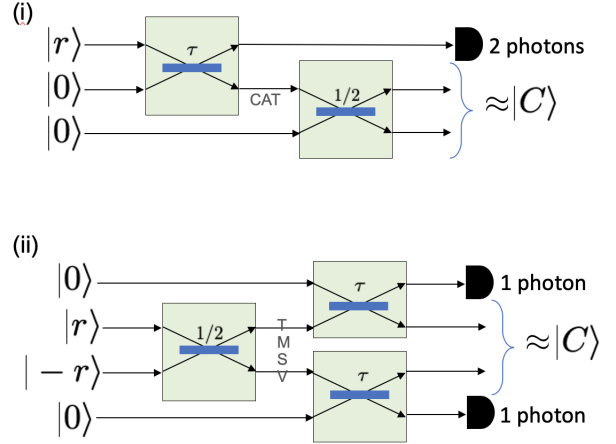 (i)
|r⟩
τ
2 photons
|0⟩
CAT
1/2
≈|C⟩
|0⟩
(ii)
|0⟩
τ
1 photon
|r⟩
1/2
T
M
S
V
≈|C⟩
|−r⟩
τ
|0⟩
1 photon